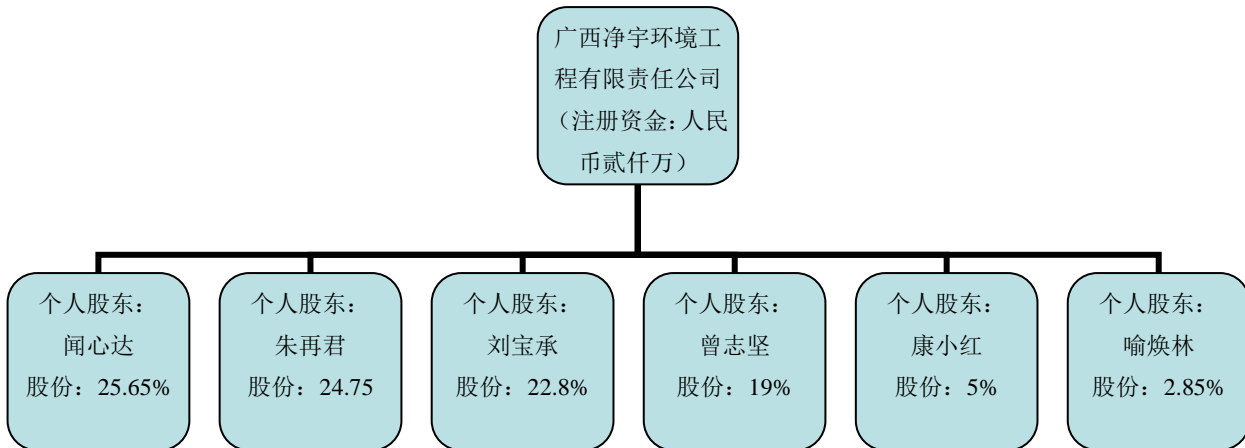 广西净宇环境工
程有限责任公司
（注册资金：人民
币贰仟万）
个人股东：
闻心达
股份：25.65%
个人股东：
朱再君
股份：24.75
个人股东：
刘宝承
股份：22.8%
个人股东：
曾志坚
股份：19%
个人股东：
康小红
股份：5%
个人股东：
喻焕林
股份：2.85%